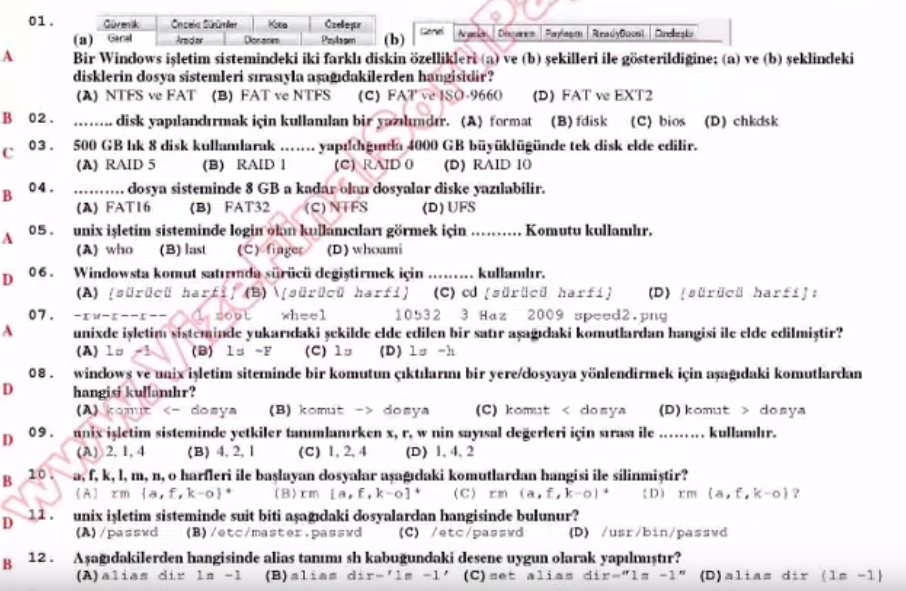 01. Güvenlik Önceki Sürümler Kota Özelleştir
(a) Genel Araçlar Donanım Paylaşım (b) Genel Araçlar Donanım Paylaşım ReadyBoost Özelleştir
A Bir Windows işletim sistemindeki iki farklı diskin özellikleri (a) ve (b) şekilleri ile gösterildiğine; (a) ve (b) şeklindeki
disklerin dosya sistemleri sırasıyla aşağıdakilerden hangisidir?
(A) NTFS ve FAT (B) FAT ve NTFS (C) FAT ve ISO-9660 (D) FAT ve EXT2
B 02. ........ disk yapılandırmak için kullanılan bir yazılımdır. (A) format (B) fdisk (C) bios (D) chkdsk
C 03. 500 GB lık 8 disk kullanılarak ....... yapıldığında 4000 GB büyüklüğünde tek disk elde edilir.
(A) RAID 5 (B) RAID 1 (C) RAID 0 (D) RAID 10
B 04. .......... dosya sisteminde 8 GB a kadar olan dosyalar diske yazılabilir.
(A) FAT16 (B) FAT32 (C) NTFS (D) UFS
A 05. unix işletim sisteminde login olan kullanıcıları görmek için .......... Komutu kullanılır.
(A) who (B) last (C) finger (D) whoami
D 06. Windowsta komut satırında sürücü değiştirmek için ......... kullanılır.
(A) [sürücü harfi] (B) \[sürücü harfi] (C) cd [sürücü harfi] (D) [sürücü harfi]:
07. -rw-r--r-- 1 root wheel 10532 3 Haz 2009 speed2.png
A unixde işletim sisteminde yukarıdaki şekilde elde edilen bir satır aşağıdaki komutlardan hangisi ile elde edilmiştir?
(A) ls -l (B) ls -F (C) ls (D) ls -h
08. windows ve unix işletim siteminde bir komutun çıktılarını bir yere/dosyaya yönlendirmek için aşağıdaki komutlardan
D hangisi kullanılır?
(A) komut <- dosya (B) komut -> dosya (C) komut < dosya (D) komut > dosya
D 09. unix işletim sisteminde yetkiler tanımlanırken x, r, w nin sayısal değerleri için sırası ile ......... kullanılır.
(A) 2, 1, 4 (B) 4, 2, 1 (C) 1, 2, 4 (D) 1, 4, 2
B 10. a, f, k, l, m, n, o harfleri ile başlayan dosyalar aşağıdaki komutlardan hangisi ile silinmiştir?
(A) rm {a,f,k-o}* (B) rm [a,f,k-o]* (C) rm (a,f,k-o)* (D) rm {a,f,k-o}?
D 11. unix işletim sisteminde suit biti aşağıdaki dosyalardan hangisinde bulunur?
(A) /passwd (B) /etc/master.passwd (C) /etc/passwd (D) /usr/bin/passwd
B 12. Aşağıdakilerden hangisinde alias tanımı sh kabuğundaki desene uygun olarak yapılmıştır?
(A) alias dir ls -l (B) alias dir='ls -l' (C) set alias dir="ls -l" (D) alias dir (ls -l)